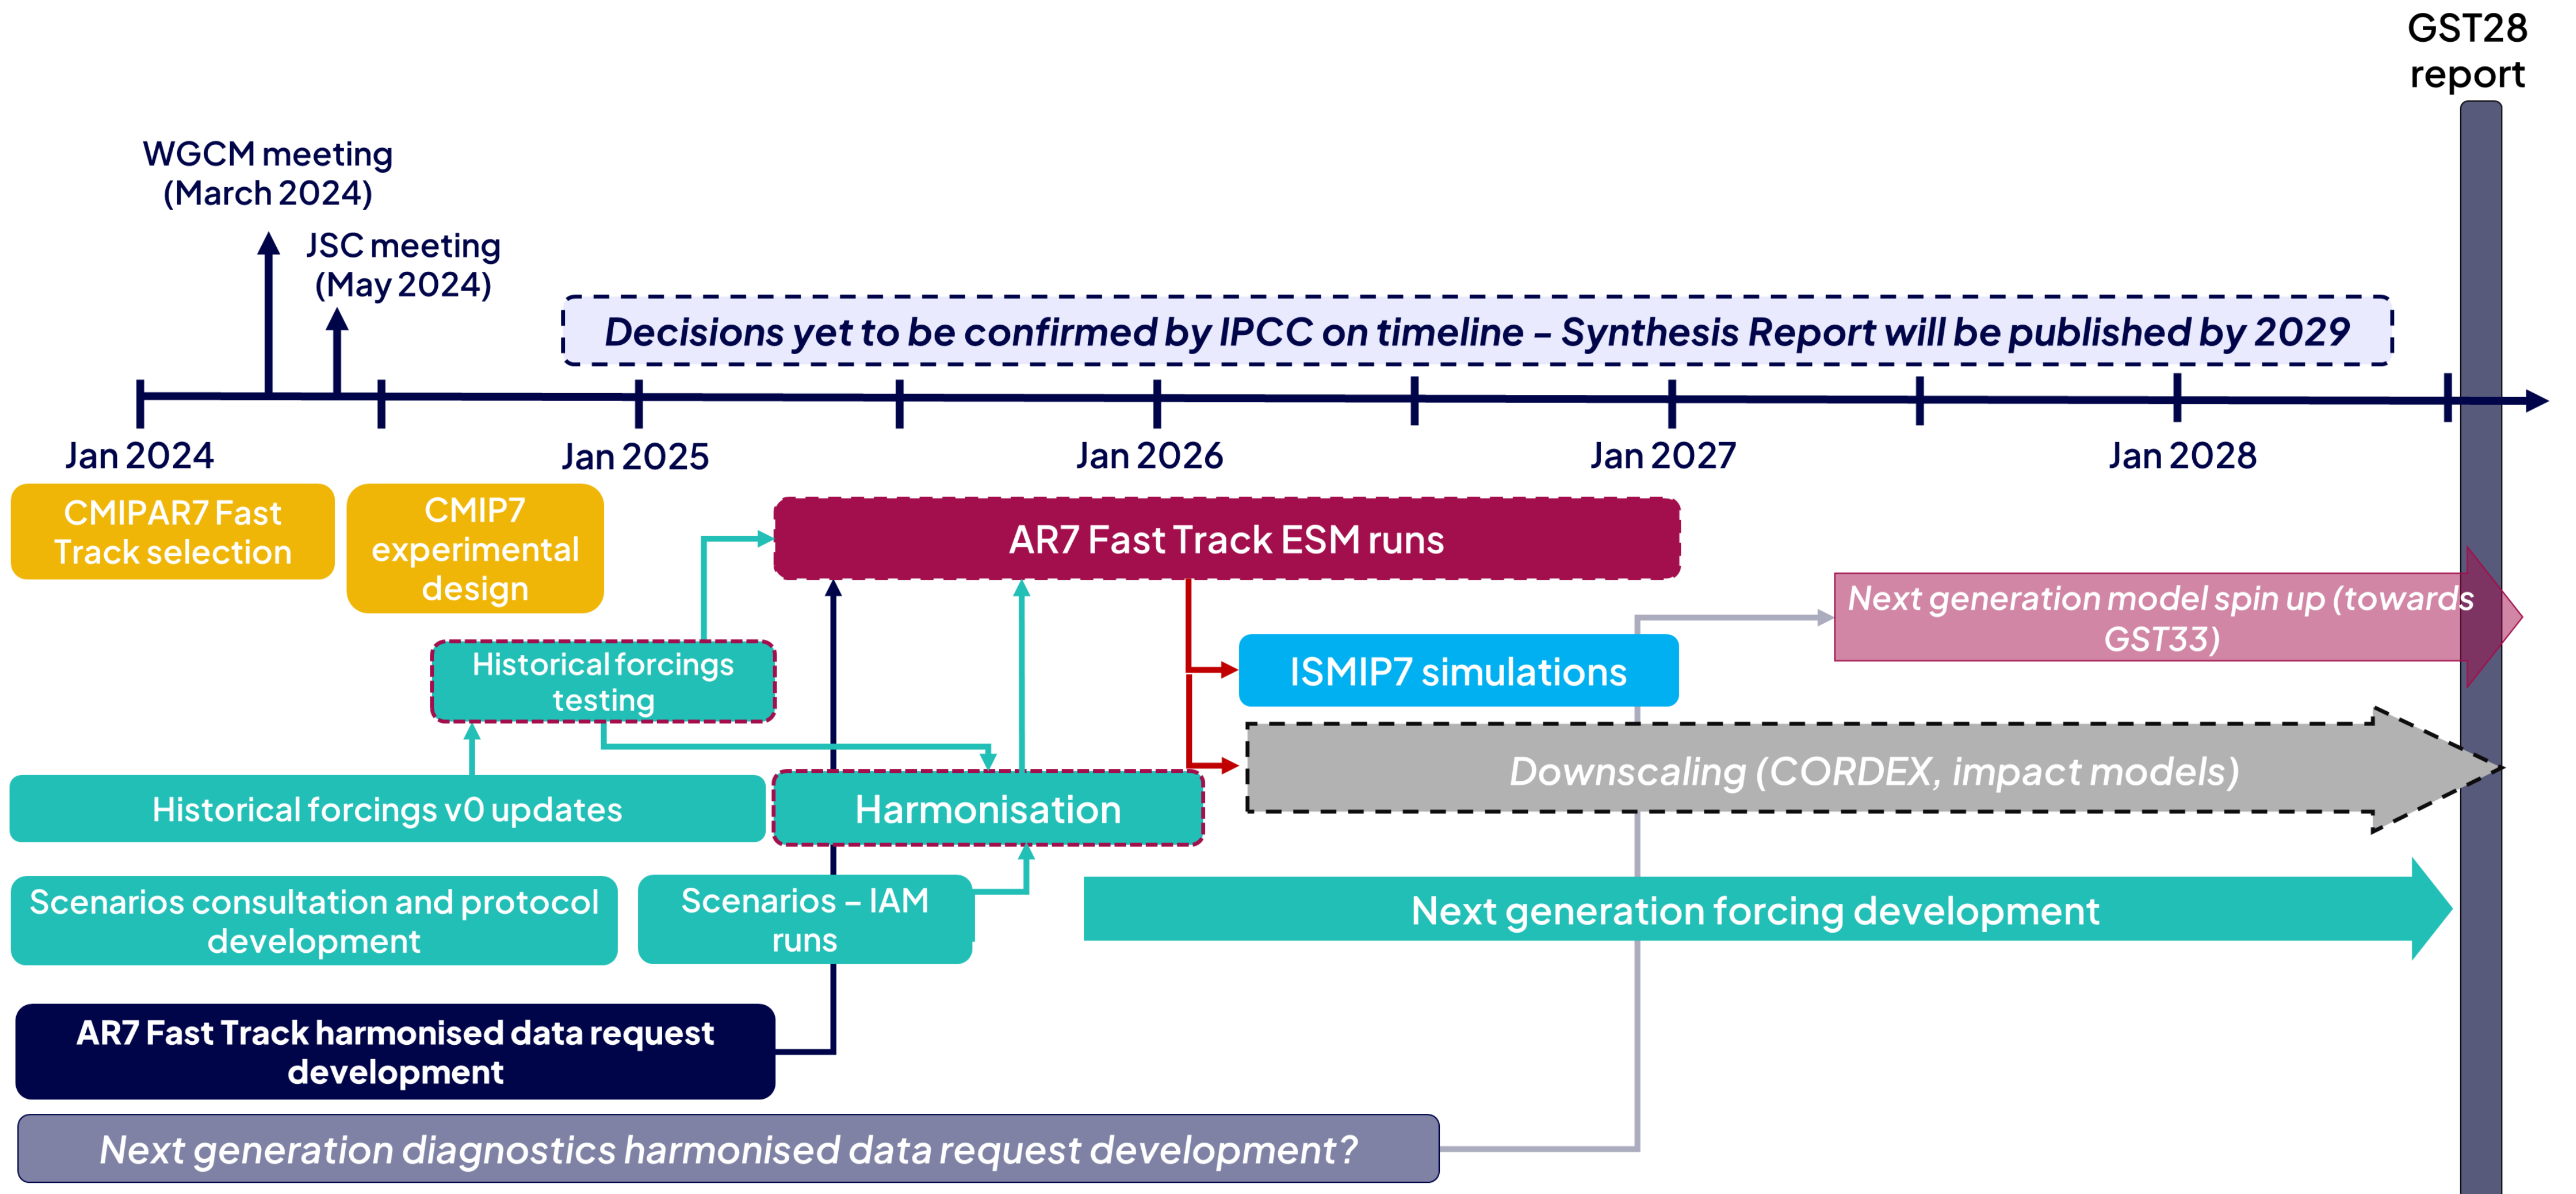 GST28
report
WGCM meeting
(March 2024)
JSC meeting
(May 2024)
Decisions yet to be confirmed by IPCC on timeline – Synthesis Report will be published by 2029
Jan 2024
Jan 2025
Jan 2026
Jan 2027
Jan 2028
CMIPAR7 Fast
Track selection
CMIP7
experimental
design
AR7 Fast Track ESM runs
Next generation model spin up (towards
GST33)
Historical forcings
testing
ISMIP7 simulations
Downscaling (CORDEX, impact models)
Historical forcings v0 updates
Harmonisation
Scenarios consultation and protocol
development
Scenarios – IAM
runs
Next generation forcing development
AR7 Fast Track harmonised data request
development
Next generation diagnostics harmonised data request development?